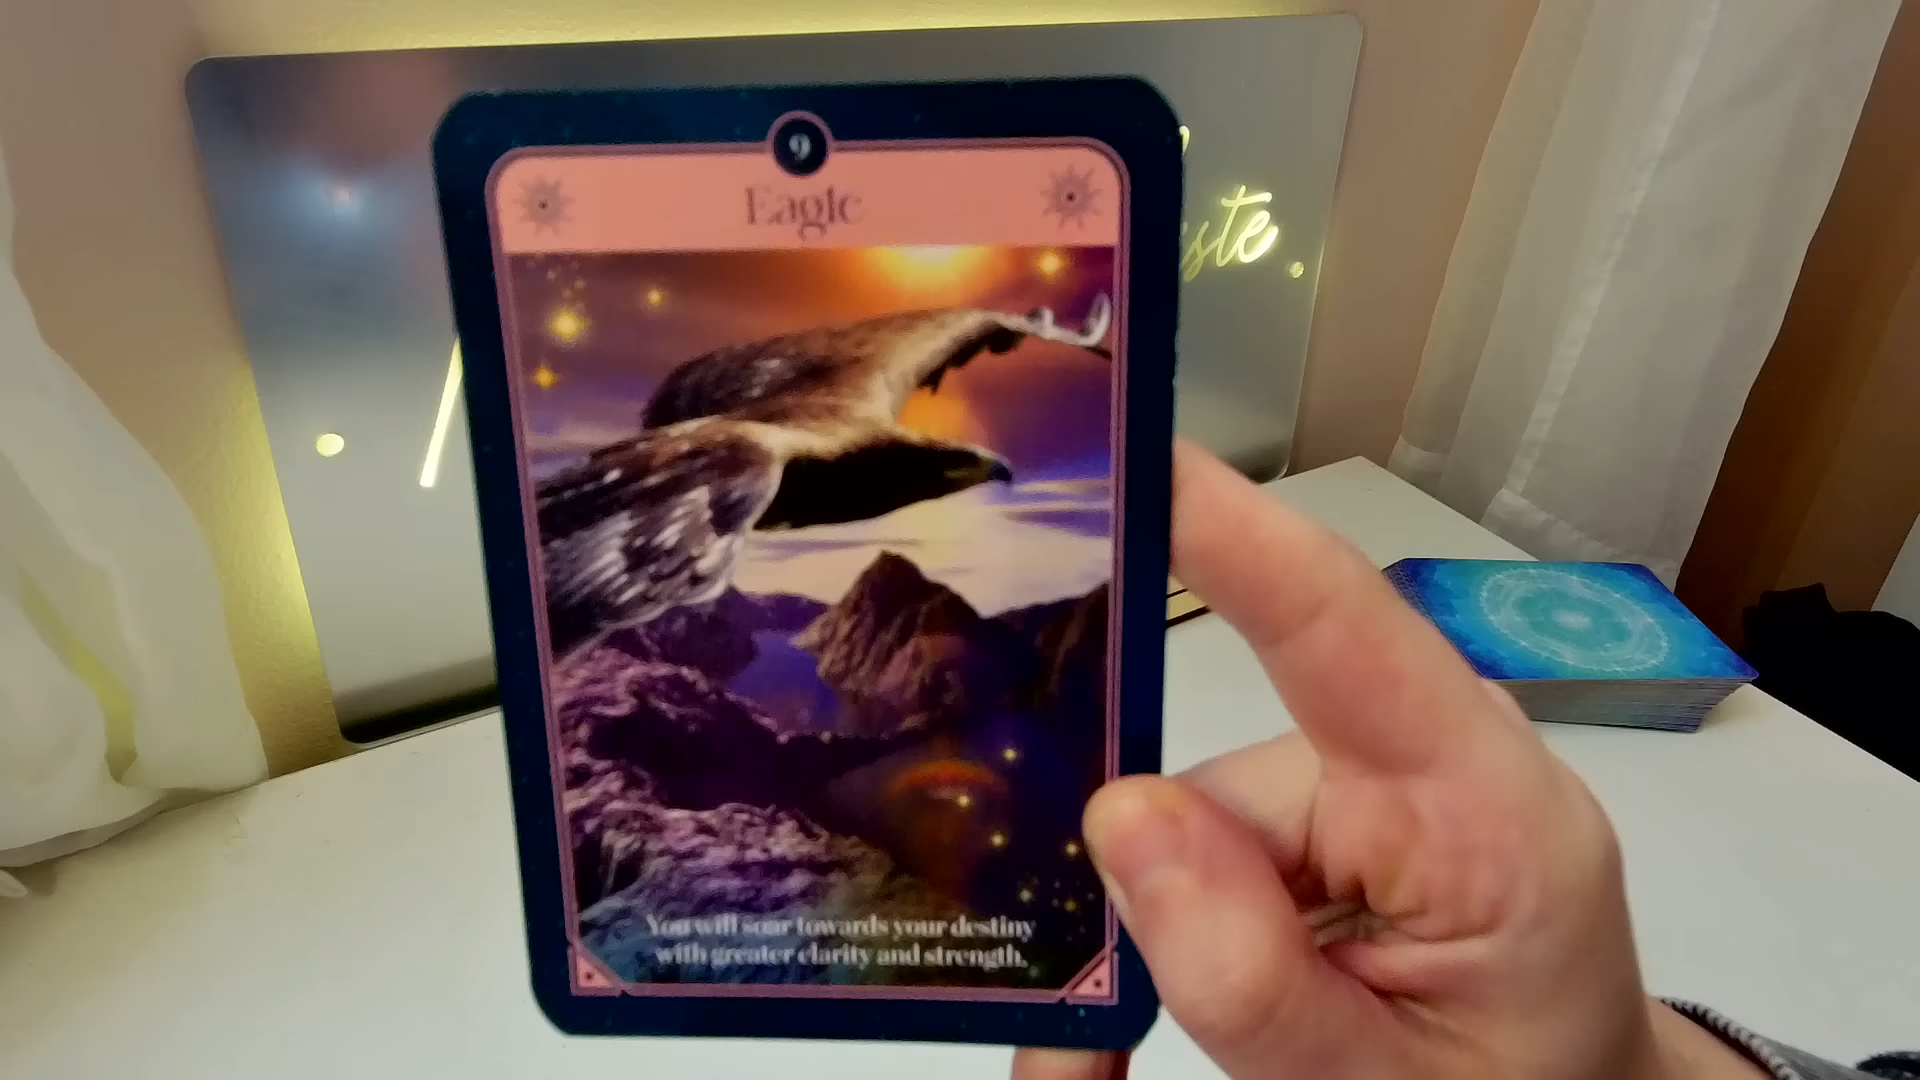 9
Eagle
You will soar towards your destiny
with greater clarity and strength.